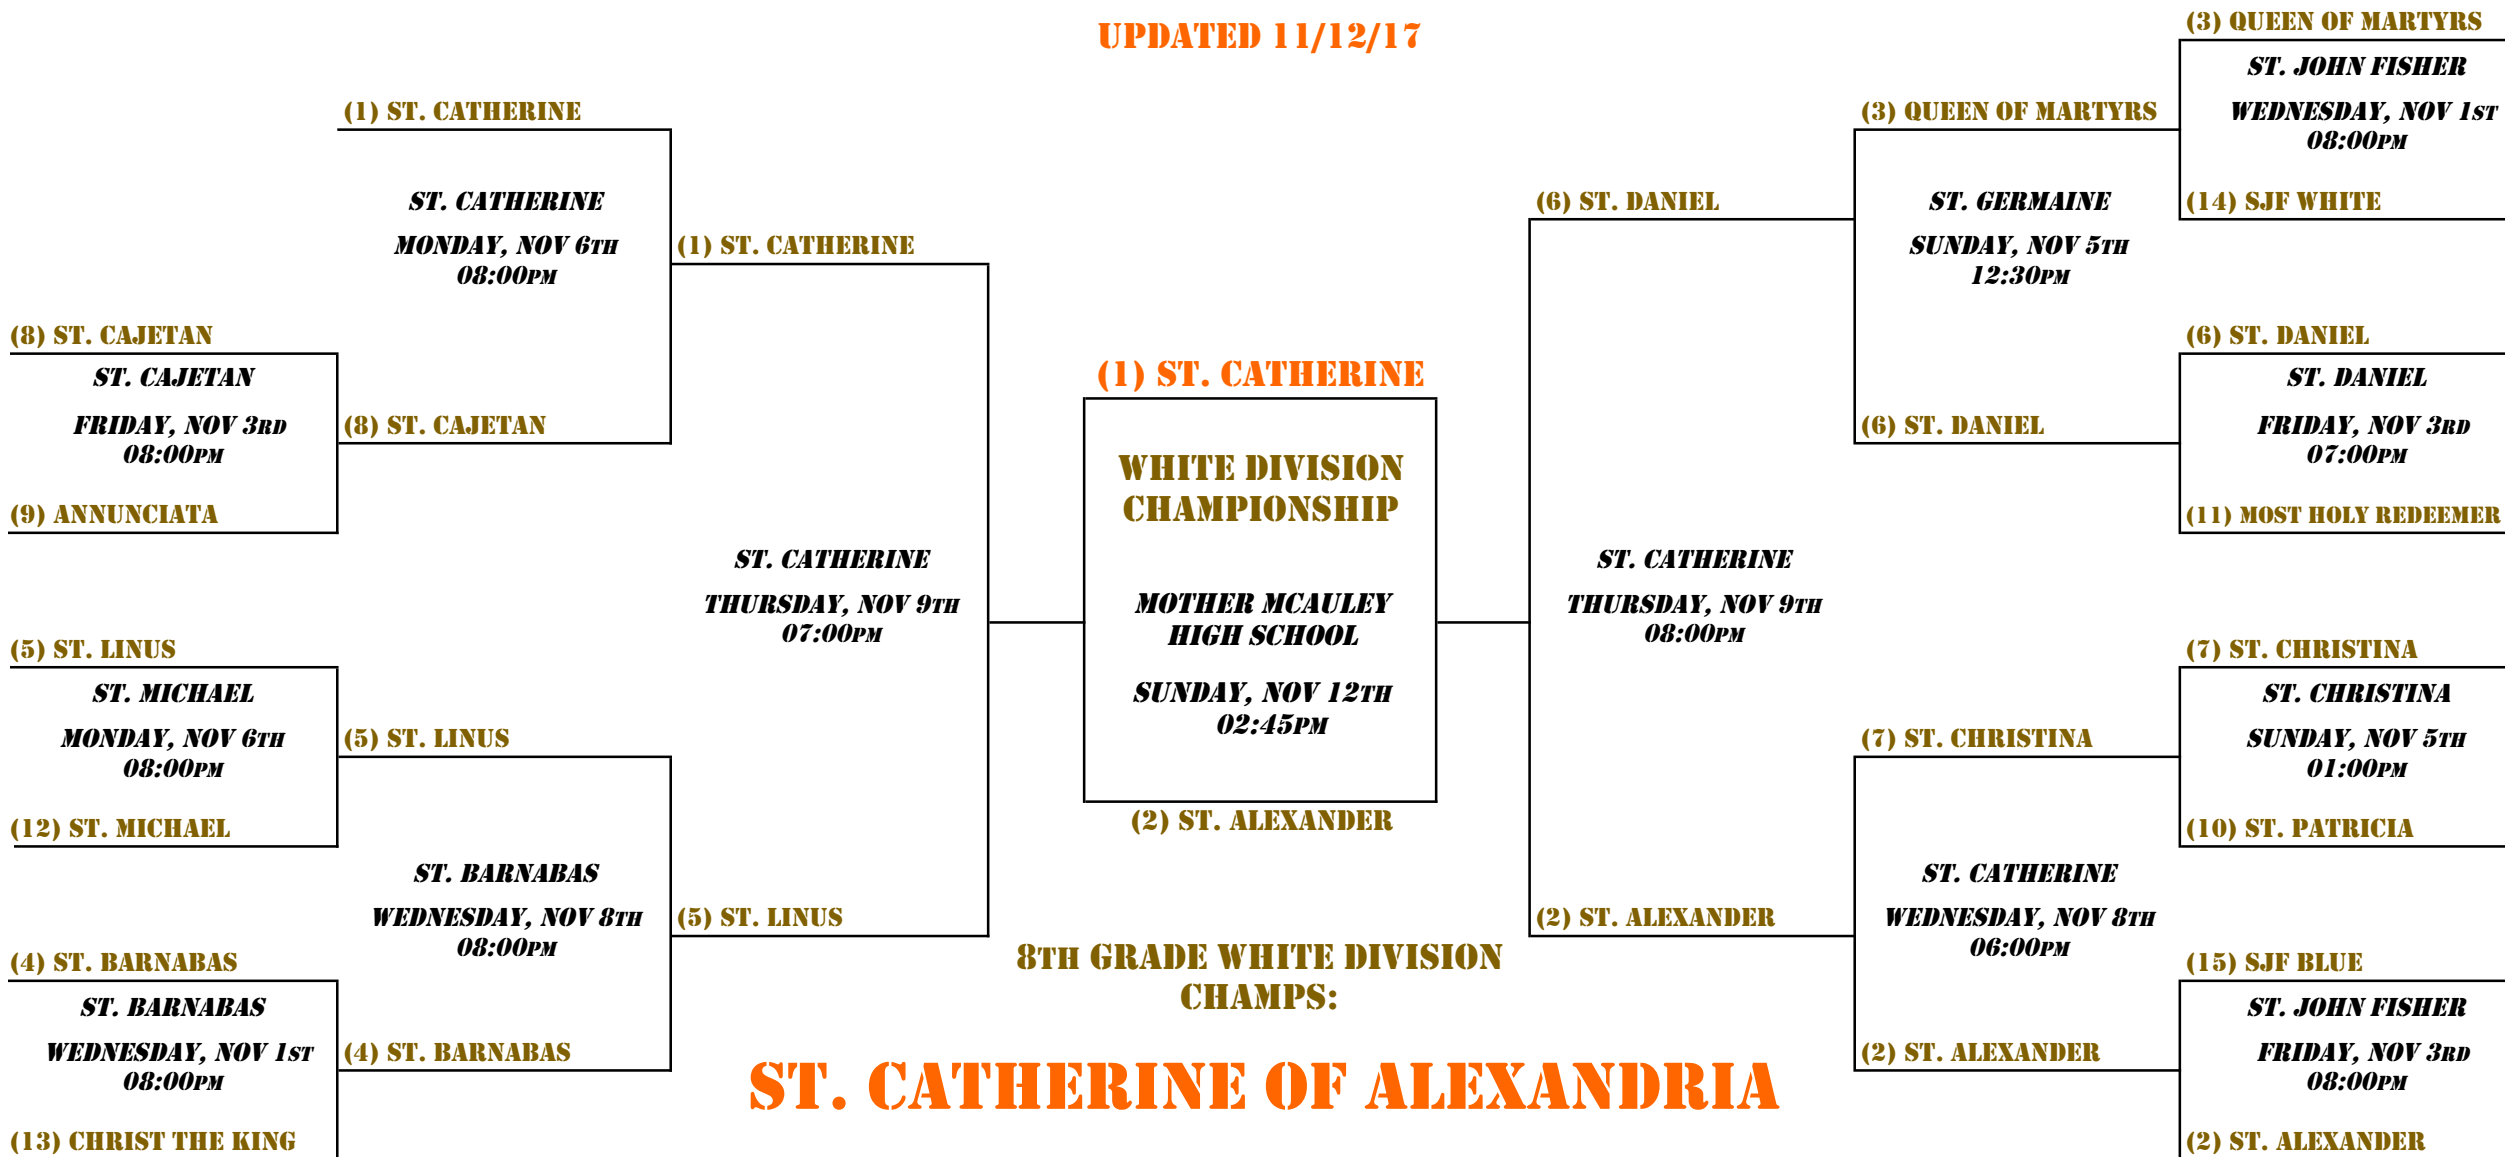 UPDATED 11/12/17
(1) ST. CATHERINE
ST. CATHERINE
MONDAY, NOV 6TH
08:00PM
(8) ST. CAJETAN
ST. CAJETAN
FRIDAY, NOV 3RD
08:00PM
(9) ANNUNCIATA
(8) ST. CAJETAN
(1) ST. CATHERINE
ST. CATHERINE
THURSDAY, NOV 9TH
07:00PM
(5) ST. LINUS
ST. MICHAEL
MONDAY, NOV 6TH
08:00PM
(12) ST. MICHAEL
(5) ST. LINUS
ST. BARNABAS
WEDNESDAY, NOV 8TH
08:00PM
(5) ST. LINUS
(4) ST. BARNABAS
ST. BARNABAS
WEDNESDAY, NOV 1ST
08:00PM
(13) CHRIST THE KING
(4) ST. BARNABAS
(1) ST. CATHERINE
WHITE DIVISION
CHAMPIONSHIP
MOTHER MCAULEY
HIGH SCHOOL
SUNDAY, NOV 12TH
02:45PM
(2) ST. ALEXANDER
8TH GRADE WHITE DIVISION
CHAMPS:
ST. CATHERINE OF ALEXANDRIA
(6) ST. DANIEL
ST. CATHERINE
THURSDAY, NOV 9TH
08:00PM
(2) ST. ALEXANDER
(3) QUEEN OF MARTYRS
ST. GERMAINE
SUNDAY, NOV 5TH
12:30PM
(6) ST. DANIEL
(7) ST. CHRISTINA
ST. CATHERINE
WEDNESDAY, NOV 8TH
06:00PM
(2) ST. ALEXANDER
(3) QUEEN OF MARTYRS
ST. JOHN FISHER
WEDNESDAY, NOV 1ST
08:00PM
(14) SJF WHITE
(6) ST. DANIEL
ST. DANIEL
FRIDAY, NOV 3RD
07:00PM
(11) MOST HOLY REDEEMER
(7) ST. CHRISTINA
ST. CHRISTINA
SUNDAY, NOV 5TH
01:00PM
(10) ST. PATRICIA
(15) SJF BLUE
ST. JOHN FISHER
FRIDAY, NOV 3RD
08:00PM
(2) ST. ALEXANDER